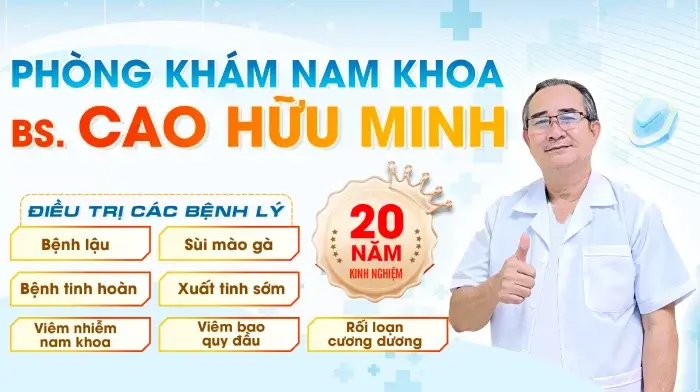 PHÒNG KHÁM NAM KHOA
BS. CAO HỮU MINH
ĐIỀU TRỊ CÁC BỆNH LÝ
Bệnh lậu
Sùi mào gà
Bệnh tinh hoàn
Xuất tinh sớm
Viêm nhiễm
nam khoa
Viêm bao
quy đầu
Rối loạn
cương dương
20
NĂM
KINH NGHIỆM